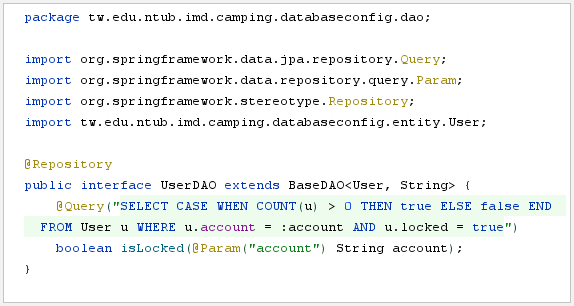 package tw.edu.ntub.imd.camping.databaseconfig.dao;
import org.springframework.data.jpa.repository.Query;
import org.springframework.data.repository.query.Param;
import org.springframework.stereotype.Repository;
import tw.edu.ntub.imd.camping.databaseconfig.entity.User;
@Repository
public interface UserDAO extends BaseDAO<User, String> {
@Query("SELECT CASE WHEN COUNT(u) > 0 THEN true ELSE false END
FROM User u WHERE u.account = :account AND u.locked = true")
boolean isLocked(@Param("account") String account);
}